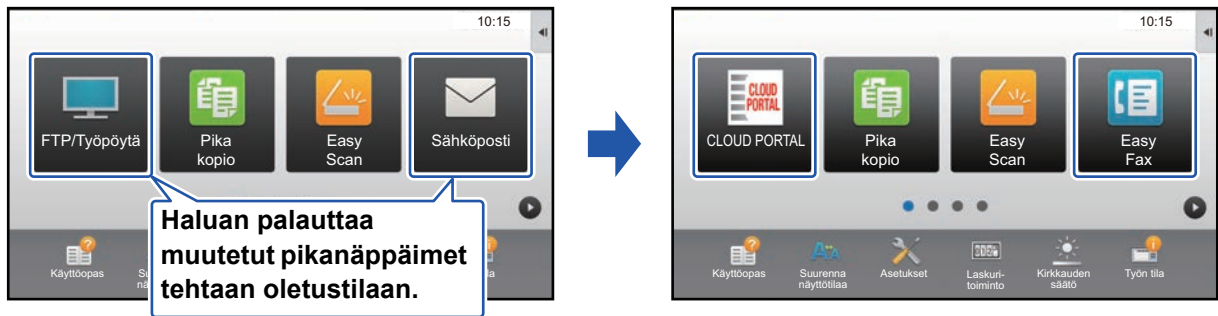 10:15
FTP/Työpöytä
Pika
kopio
Easy
Scan
Sähköposti
Haluan palauttaa
muutetut pikanäppäimet
tehtaan oletustilaan.
Käyttöopas
10:15
CLOUD
PORTAL
CLOUD PORTAL
Pika
kopio
Easy
Scan
Easy
Fax
Käyttöopas
Suurenna
näyttötilaa
Asetukset
Laskuri-
toiminto
Kirkkauden
säätö
Työn tila